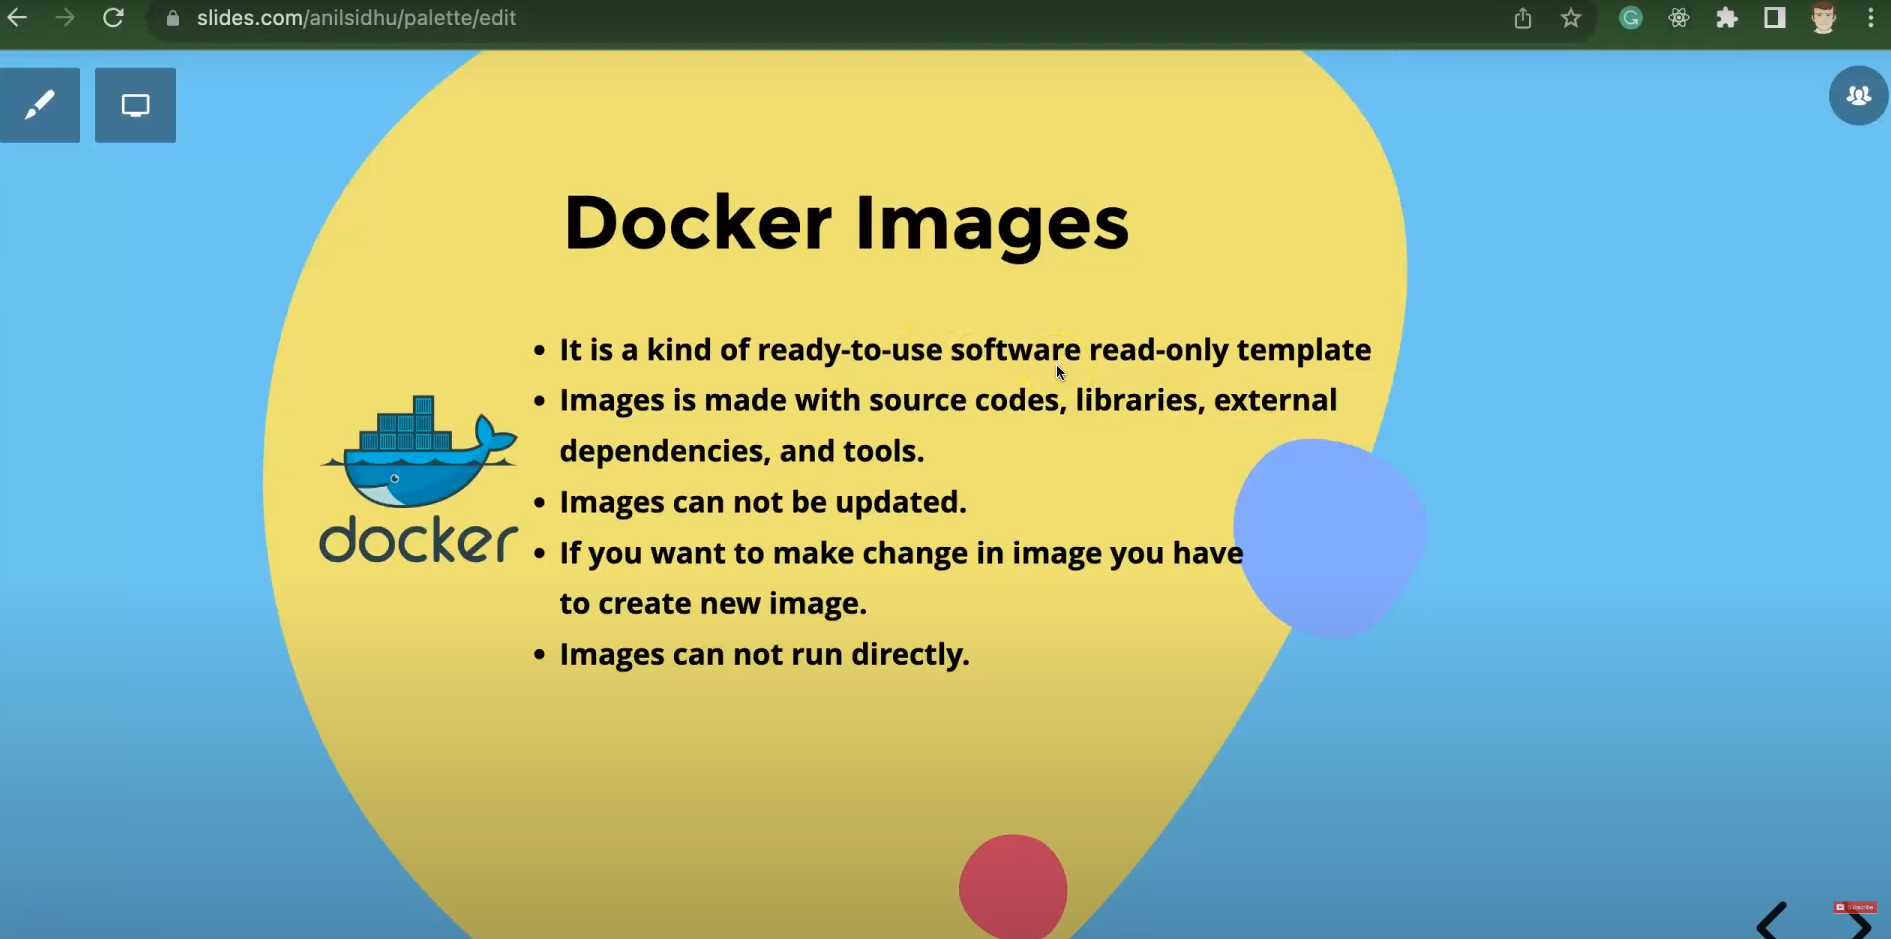 slides.com/anilsidhu/palette/edit
Docker Images
• It is a kind of ready-to-use software read-only template
• Images is made with source codes, libraries, external
dependencies, and tools.
• Images can not be updated.
• If you want to make change in image you have
to create new image.
• Images can not run directly.
docker
Subscribe